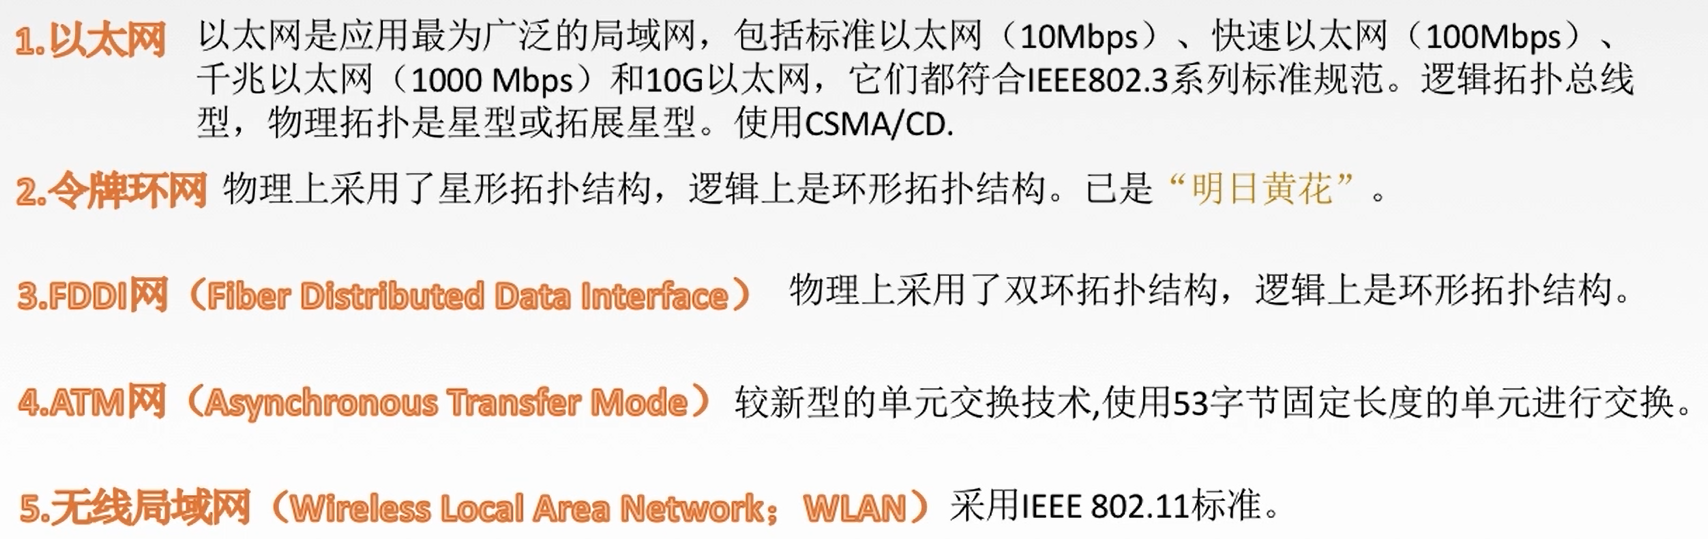 1.以太网 以太网是应用最为广泛的局域网，包括标准以太网（10Mbps）、快速以太网（100Mbps）、
千兆以太网（1000 Mbps）和10G以太网，它们都符合IEEE802.3系列标准规范。逻辑拓扑总线
型，物理拓扑是星型或拓展星型。使用CSMA/CD.
2.令牌环网 物理上采用了星形拓扑结构，逻辑上是环形拓扑结构。已是“明日黄花”。
3.FDDI网（Fiber Distributed Data Interface） 物理上采用了双环拓扑结构，逻辑上是环形拓扑结构。
4.ATM网（Asynchronous Transfer Mode）较新型的单元交换技术,使用53字节固定长度的单元进行交换。
5.无线局域网（Wireless Local Area Network；WLAN）采用IEEE 802.11标准。